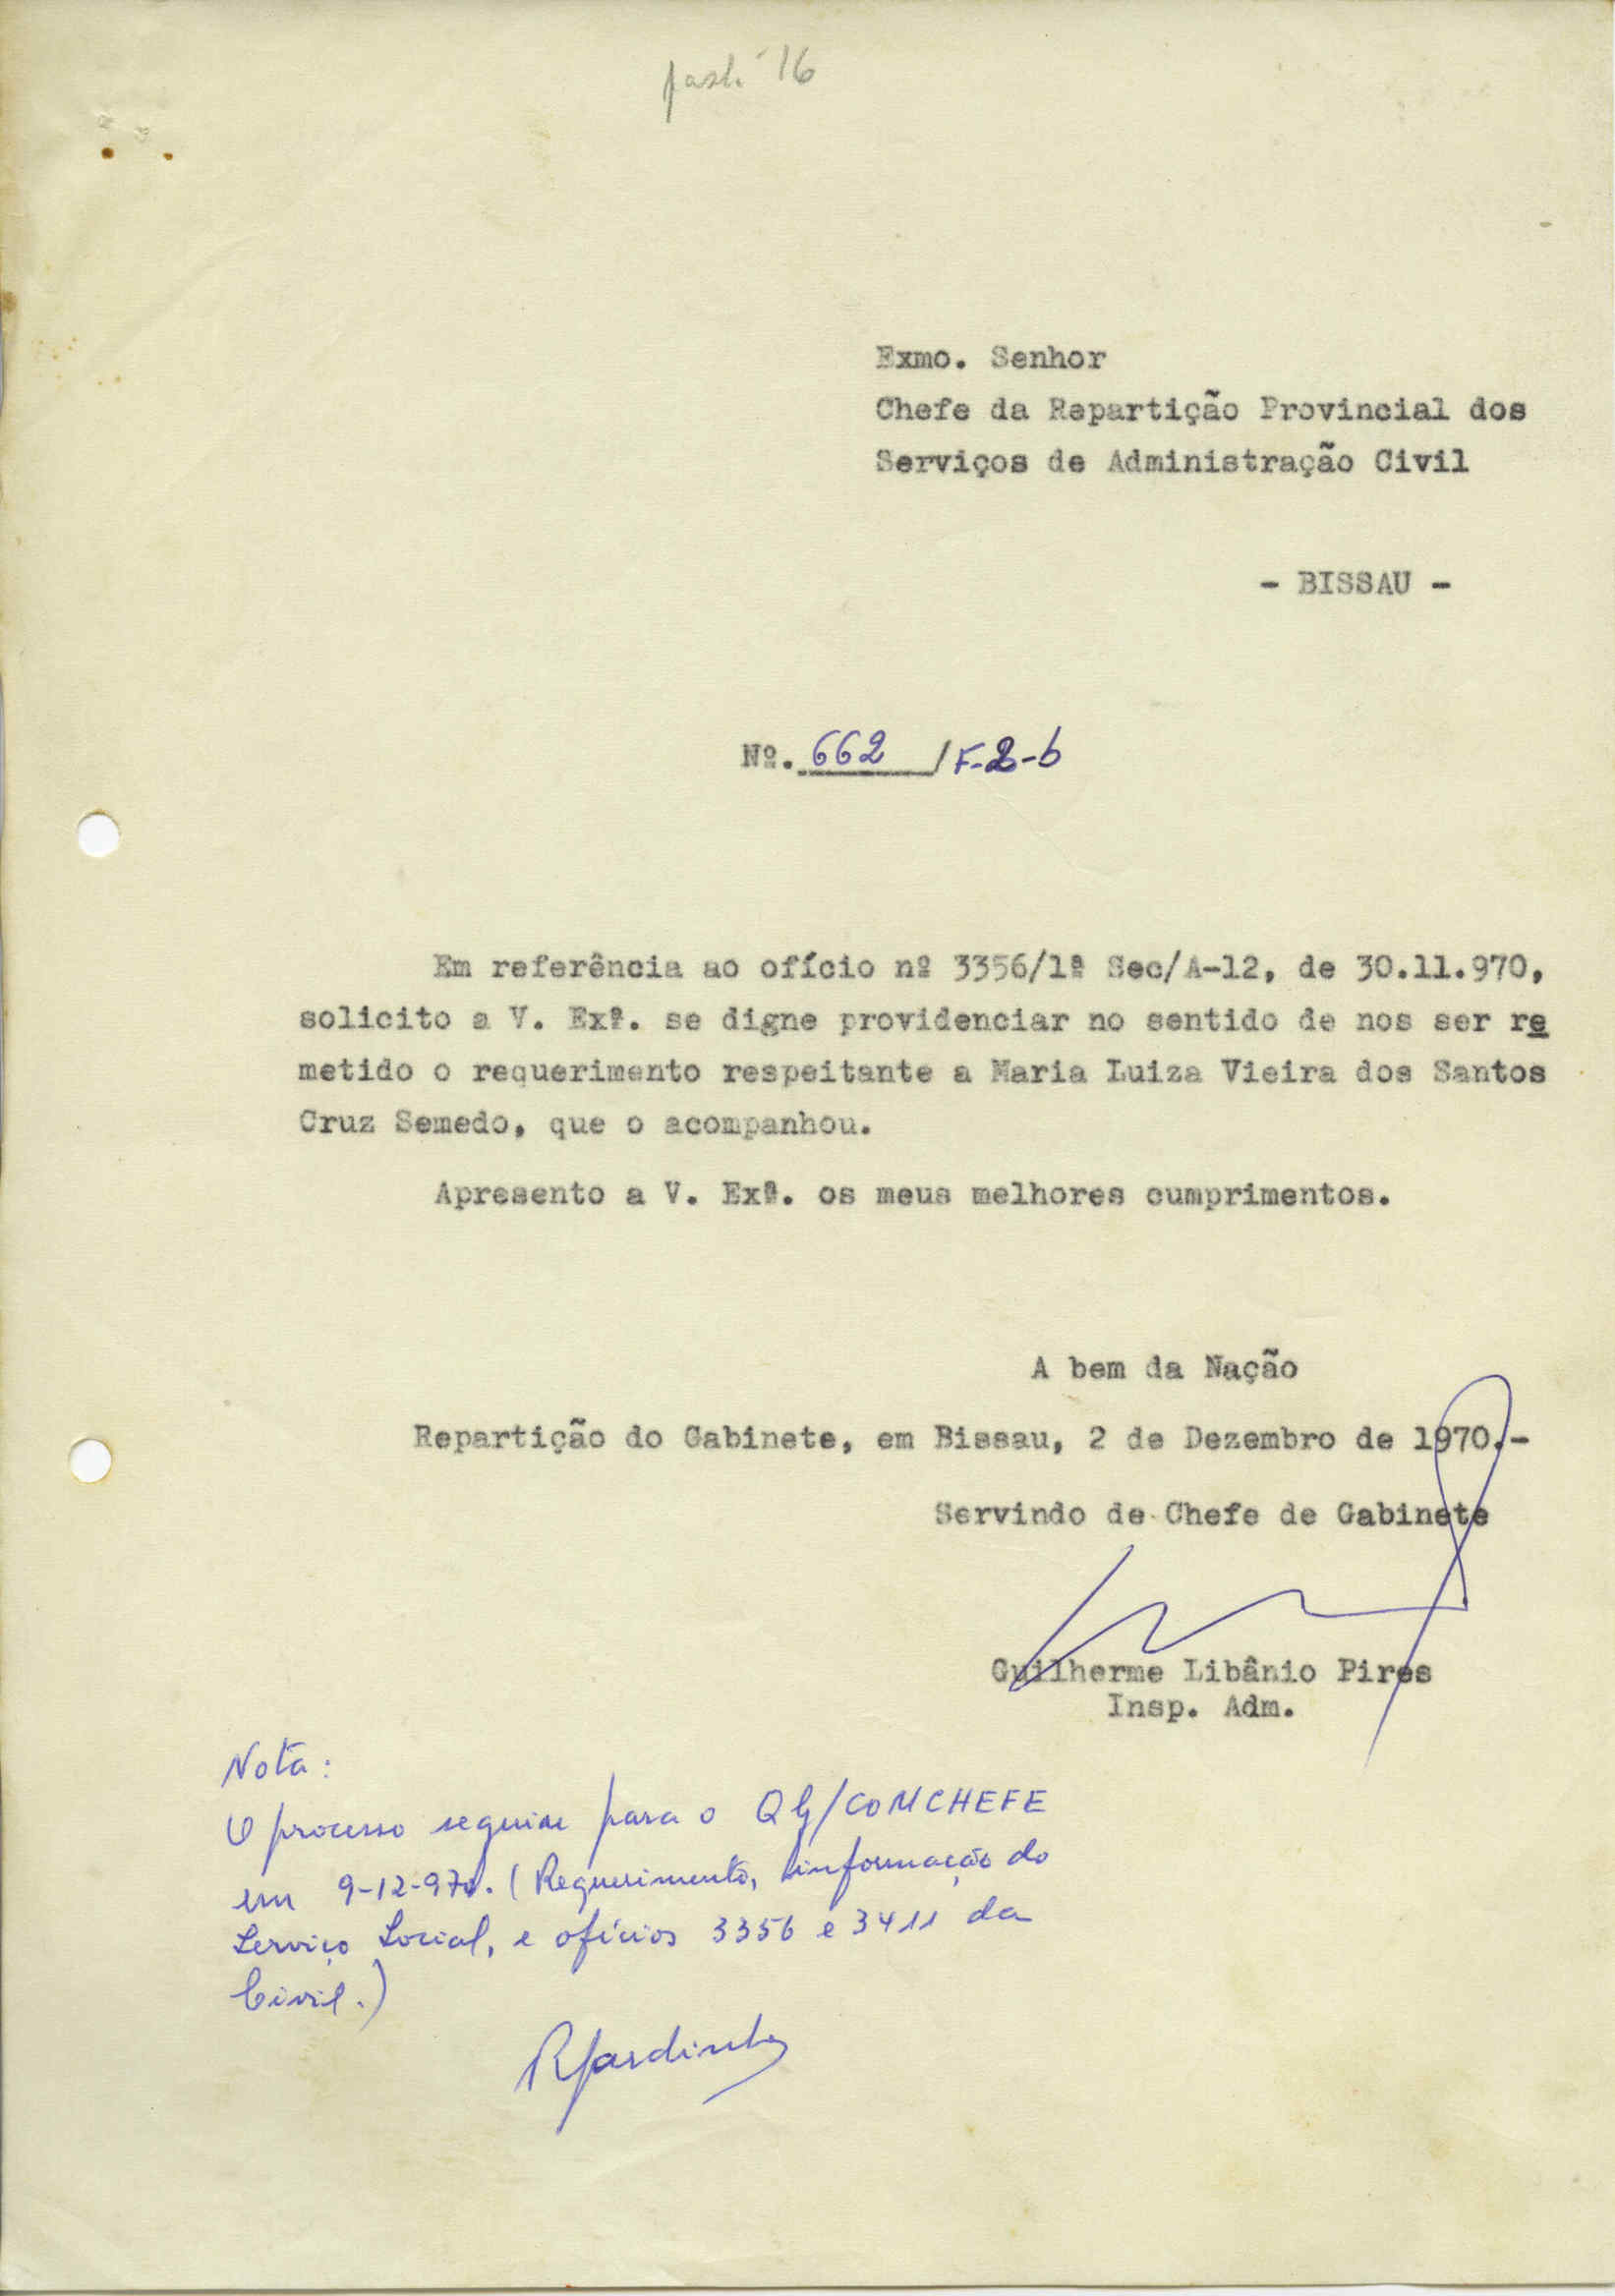 16
Exmo. Senhor
Chefe da Repartição Provincial dos
Serviços de Administração Civil
- BISSAU -
Nº. 662 /F-2-b
Em referência ao ofício nº 3356/1ª Sec/A-12, de 30.11.970,
solicito a V. Exª. se digne providenciar no sentido de nos ser re
metido o requerimento respeitante a Maria Luiza Vieira dos Santos
Cruz Semedo, que o acompanhou.
Apresento a V. Exª. os meus melhores cumprimentos.
A bem da Nação
Repartição do Gabinete, em Bissau, 2 de Dezembro de 1970.-
Servindo de Chefe de Gabinete
Guilherme Libânio Pires
Insp. Adm.
Nota:
O processo seguiu para o QG/COMCHEFE
em 9-12-970. (Requerimento, informação do
Serviço Social, e ofícios 3356 e 3411 da
Civil.)